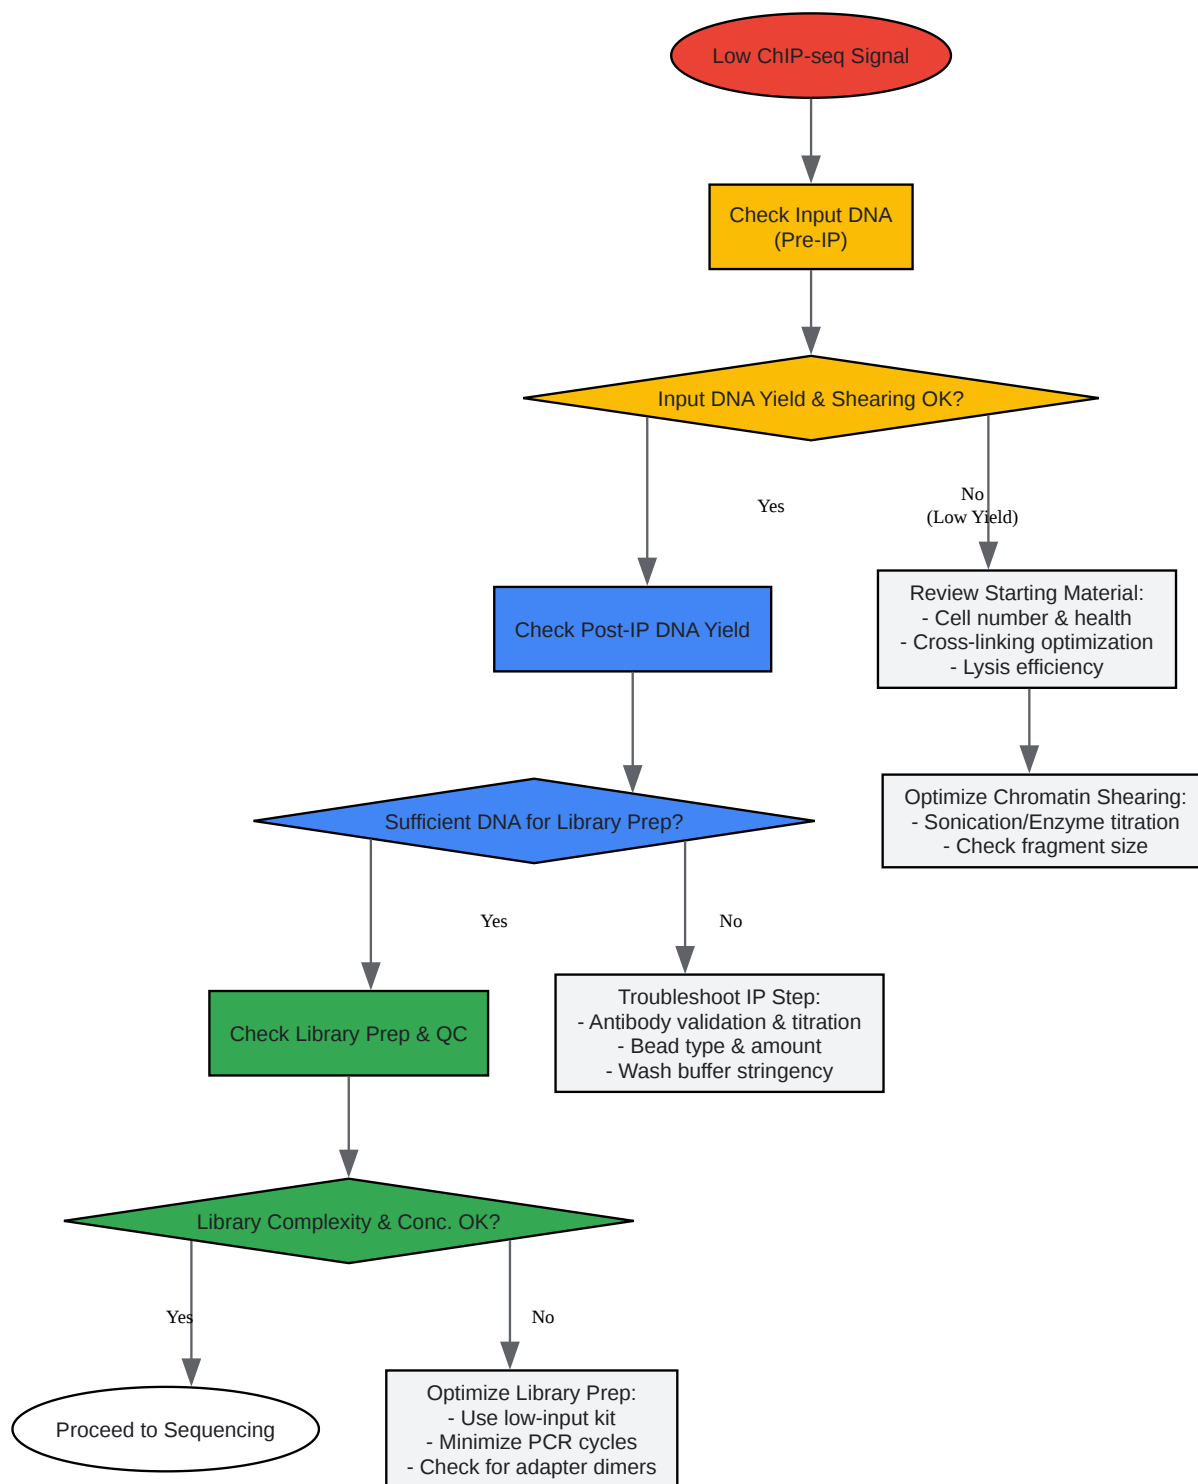 Low ChIP-seq Signal
Check Input DNA
(Pre-IP)
Input DNA Yield & Shearing OK?
Yes
No
(Low Yield)
Check Post-IP DNA Yield
Review Starting Material:
- Cell number & health
- Cross-linking optimization
- Lysis efficiency
Optimize Chromatin Shearing:
- Sonication/Enzyme titration
- Check fragment size
Sufficient DNA for Library Prep?
Yes
No
Check Library Prep & QC
Troubleshoot IP Step:
- Antibody validation & titration
- Bead type & amount
- Wash buffer stringency
Library Complexity & Conc. OK?
Yes
No
Proceed to Sequencing
Optimize Library Prep:
- Use low-input kit
- Minimize PCR cycles
- Check for adapter dimers